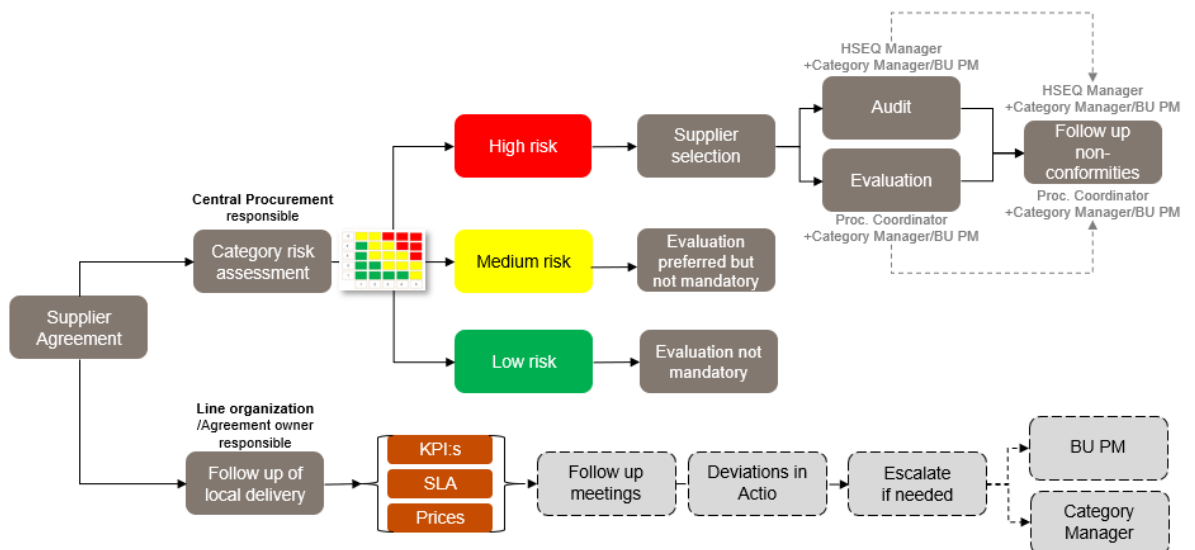 HSEQ Manager
+Category Manager/BU PM
Audit
HSEQ Manager
+Category Manager/BU PM
High risk
Supplier
selection
Follow up
non-
conformities
Evaluation
Proc. Coordinator
+Category Manager/BU PM
Proc. Coordinator
+Category Manager/BU PM
Central Procurement
responsible
Category risk
assessment
Medium risk
Evaluation
preferred but
not mandatory
Supplier
Agreement
Low risk
Evaluation not
mandatory
Line organization
/Agreement owner
responsible
Follow up of
local delivery
KPI:s
SLA
Prices
Follow up
meetings
Deviations in
Actio
Escalate
if needed
BU PM
Category
Manager